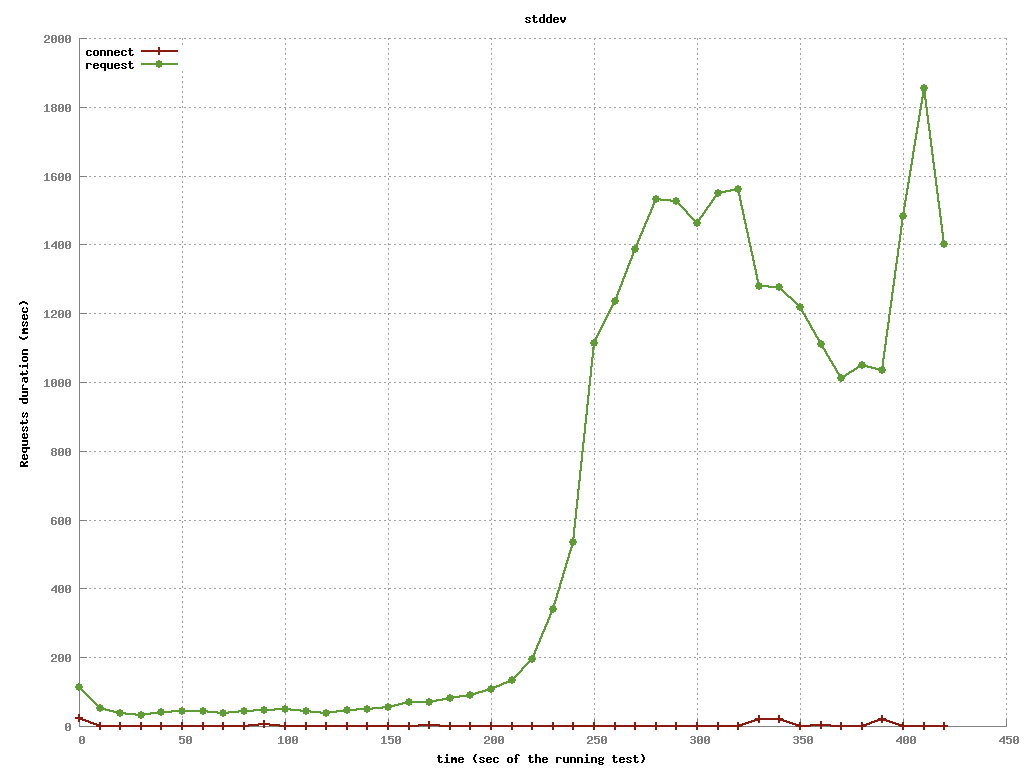 stddev
connect
request
2000
1800
1600
1400
1200
1000
800
600
400
200
0
Requests duration (msec)
0 50 100 150 200 250 300 350 400 450
time (sec of the running test)